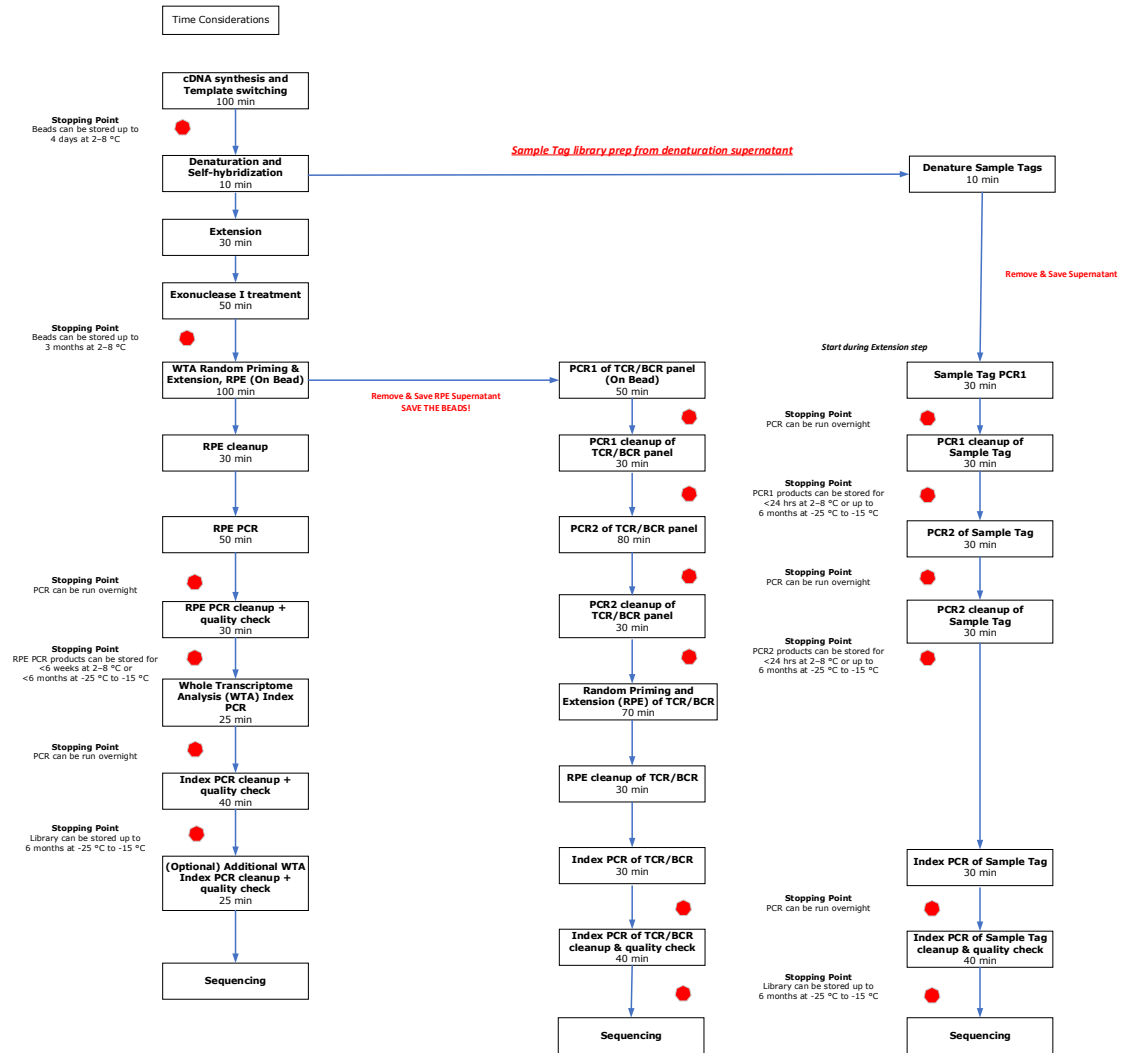 Time Considerations
cDNA synthesis and
Template switching
100 min
Stopping Point
Beads can be stored up to
4 days at 2–8 °C
Denaturation and
Self-hybridization
10 min
Sample Tag library prep from denaturation supernatant
Denature Sample Tags
10 min
Extension
30 min
Remove & Save Supernatant
Exonuclease I treatment
50 min
Stopping Point
Beads can be stored up to
3 months at 2–8 °C
Start during Extension step
WTA Random Priming &
Extension, RPE (On Bead)
100 min
Remove & Save RPE Supernatant
SAVE THE BEADS!
PCR1 of TCR/BCR panel
(On Bead)
50 min
Sample Tag PCR1
30 min
Stopping Point
PCR can be run overnight
RPE cleanup
30 min
PCR1 cleanup of
TCR/BCR panel
30 min
PCR1 cleanup of
Sample Tag
30 min
Stopping Point
PCR1 products can be stored for
<24 hrs at 2–8 °C or up to
6 months at -25 °C to -15 °C
RPE PCR
50 min
PCR2 of TCR/BCR panel
80 min
PCR2 of Sample Tag
30 min
Stopping Point
PCR can be run overnight
Stopping Point
PCR can be run overnight
RPE PCR cleanup +
quality check
30 min
PCR2 cleanup of
TCR/BCR panel
30 min
PCR2 cleanup of
Sample Tag
30 min
Stopping Point
RPE PCR products can be stored for
<6 weeks at 2–8 °C or
<6 months at -25 °C to -15 °C
Stopping Point
PCR2 products can be stored for
<24 hrs at 2–8 °C or up to
6 months at -25 °C to -15 °C
Whole Transcriptome
Analysis (WTA) Index
PCR
25 min
Random Priming and
Extension (RPE) of TCR/BCR
70 min
Stopping Point
PCR can be run overnight
Index PCR cleanup +
quality check
40 min
RPE cleanup of TCR/BCR
30 min
Stopping Point
Library can be stored up to
6 months at -25 °C to -15 °C
(Optional) Additional WTA
Index PCR cleanup +
quality check
25 min
Index PCR of TCR/BCR
30 min
Index PCR of Sample Tag
30 min
Stopping Point
PCR can be run overnight
Index PCR of TCR/BCR
cleanup & quality check
40 min
Index PCR of Sample Tag
cleanup & quality check
40 min
Stopping Point
Library can be stored up to
6 months at -25 °C to -15 °C
Sequencing
Sequencing
Sequencing